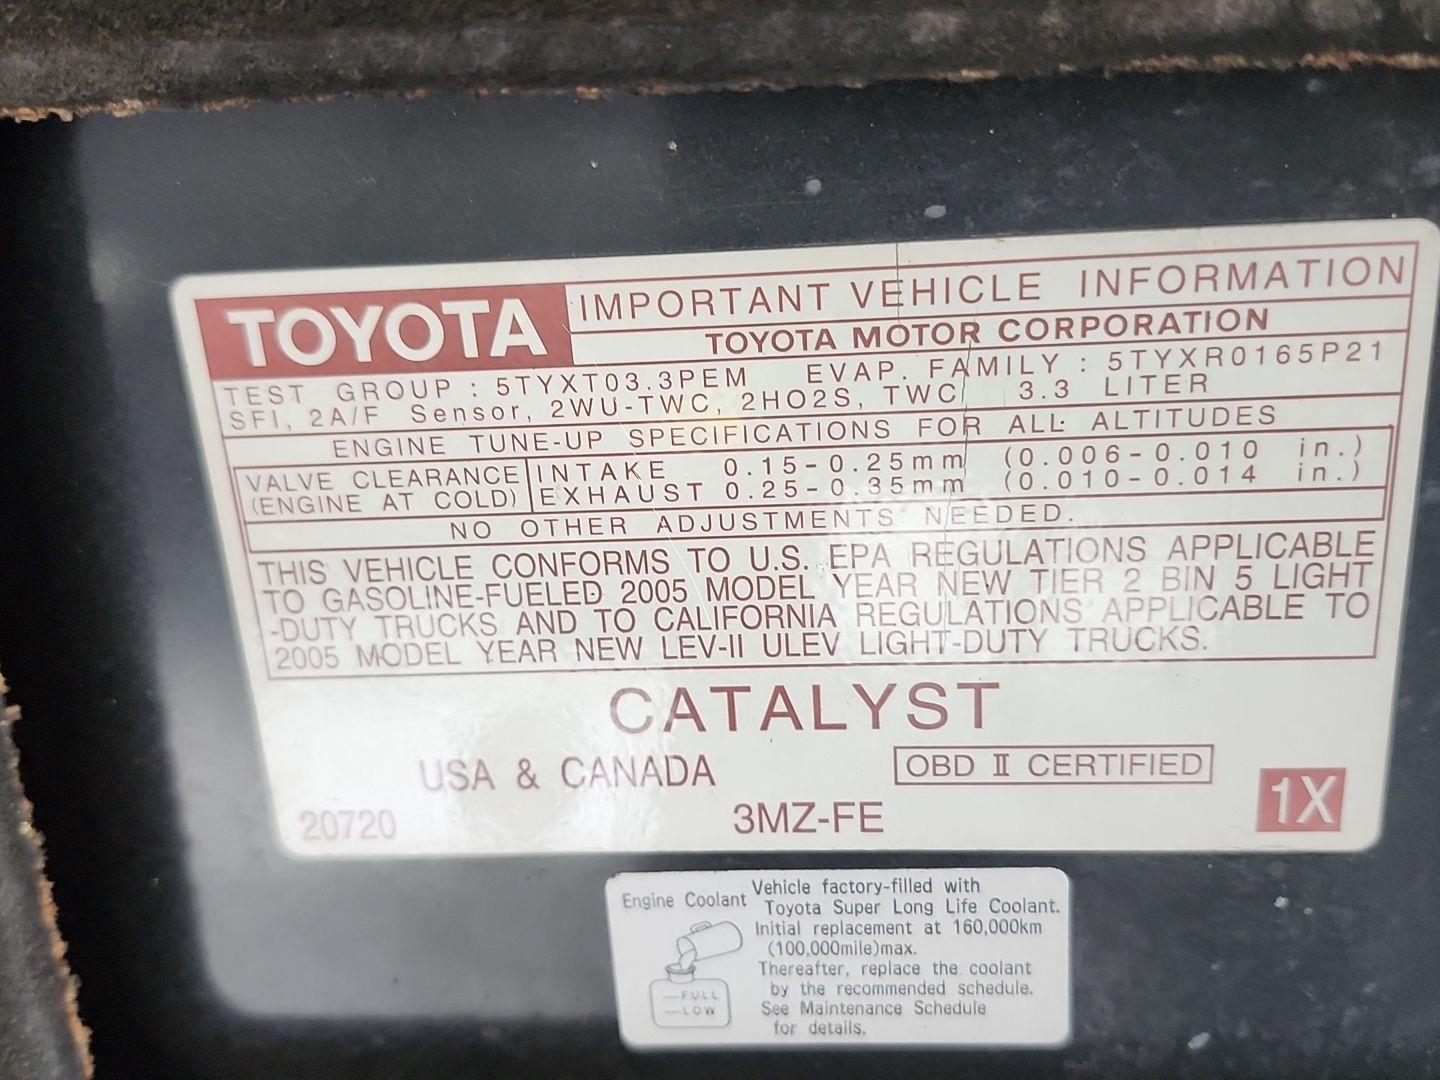 TOYOTA IMPORTANT VEHICLE INFORMATION
TOYOTA MOTOR CORPORATION
TEST GROUP : 5TYXT03.3PEM EVAP. FAMILY : 5TYXR0165P21
SFI, 2A/F Sensor, 2WU-TWC, 2HO2S, TWC 3.3 LITER
ENGINE TUNE-UP SPECIFICATIONS FOR ALL ALTITUDES
VALVE CLEARANCE INTAKE 0.15-0.25mm (0.006-0.010 in.)
(ENGINE AT COLD) EXHAUST 0.25-0.35mm (0.010-0.014 in.)
NO OTHER ADJUSTMENTS NEEDED.
THIS VEHICLE CONFORMS TO U.S. EPA REGULATIONS APPLICABLE
TO GASOLINE-FUELED 2005 MODEL YEAR NEW TIER 2 BIN 5 LIGHT
-DUTY TRUCKS AND TO CALIFORNIA REGULATIONS APPLICABLE TO
2005 MODEL YEAR NEW LEV-II ULEV LIGHT-DUTY TRUCKS.
CATALYST
USA & CANADA OBD II CERTIFIED
20720 3MZ-FE 1X
Engine Coolant
Vehicle factory-filled with
Toyota Super Long Life Coolant.
Initial replacement at 160,000km
(100,000mile)max.
Thereafter, replace the coolant
by the recommended schedule.
See Maintenance Schedule
for details.
FULL
LOW